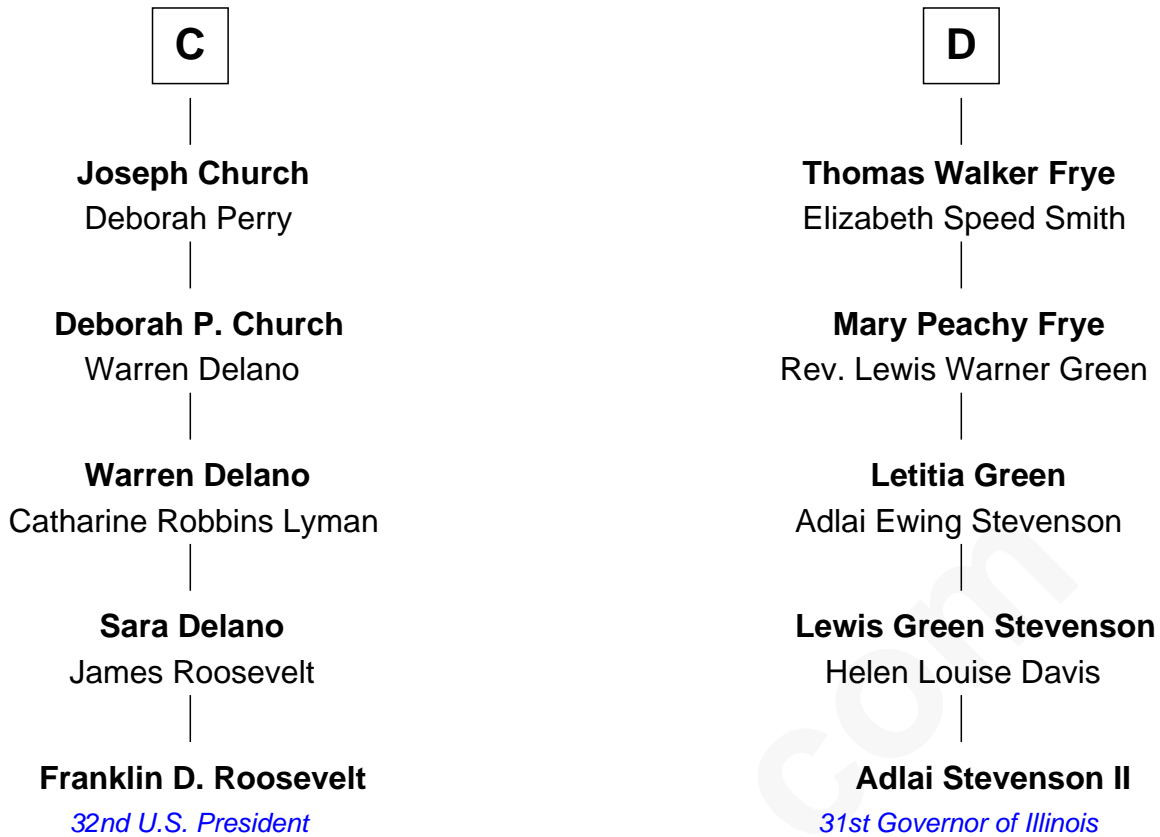 C
Joseph Church
Deborah Perry
Deborah P. Church
Warren Delano
Warren Delano
Catharine Robbins Lyman
Sara Delano
James Roosevelt
Franklin D. Roosevelt
32nd U.S. President
D
Thomas Walker Frye
Elizabeth Speed Smith
Mary Peachy Frye
Rev. Lewis Warner Green
Letitia Green
Adlai Ewing Stevenson
Lewis Green Stevenson
Helen Louise Davis
Adlai Stevenson II
31st Governor of Illinois
com